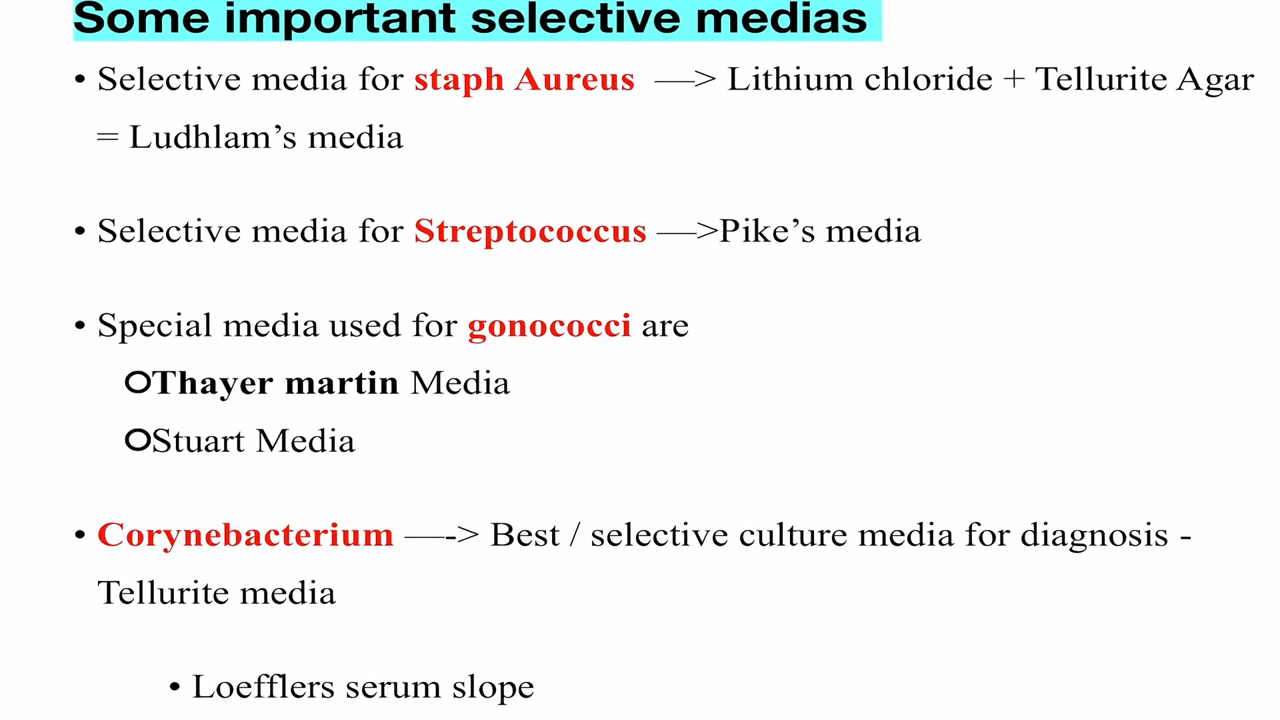 Some important selective medias
• Selective media for staph Aureus —> Lithium chloride + Tellurite Agar
= Ludhlam’s media
• Selective media for Streptococcus —>Pike’s media
• Special media used for gonococci are
Thayer martin Media
Stuart Media
• Corynebacterium —-> Best / selective culture media for diagnosis -
Tellurite media
• Loefflers serum slope